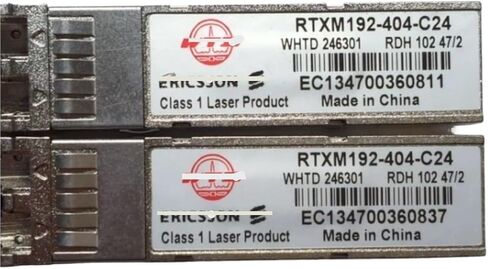 RTXM192-404-C24
WHTD 246301 RDH 102 47/2
EC134700360811
ERICSSON
Class 1 Laser Product
Made in China
RTXM192-404-C24
WHTD 246301 RDH 102 47/2
EC134700360837
ERICSSON
Class 1 Laser Product
Made in China